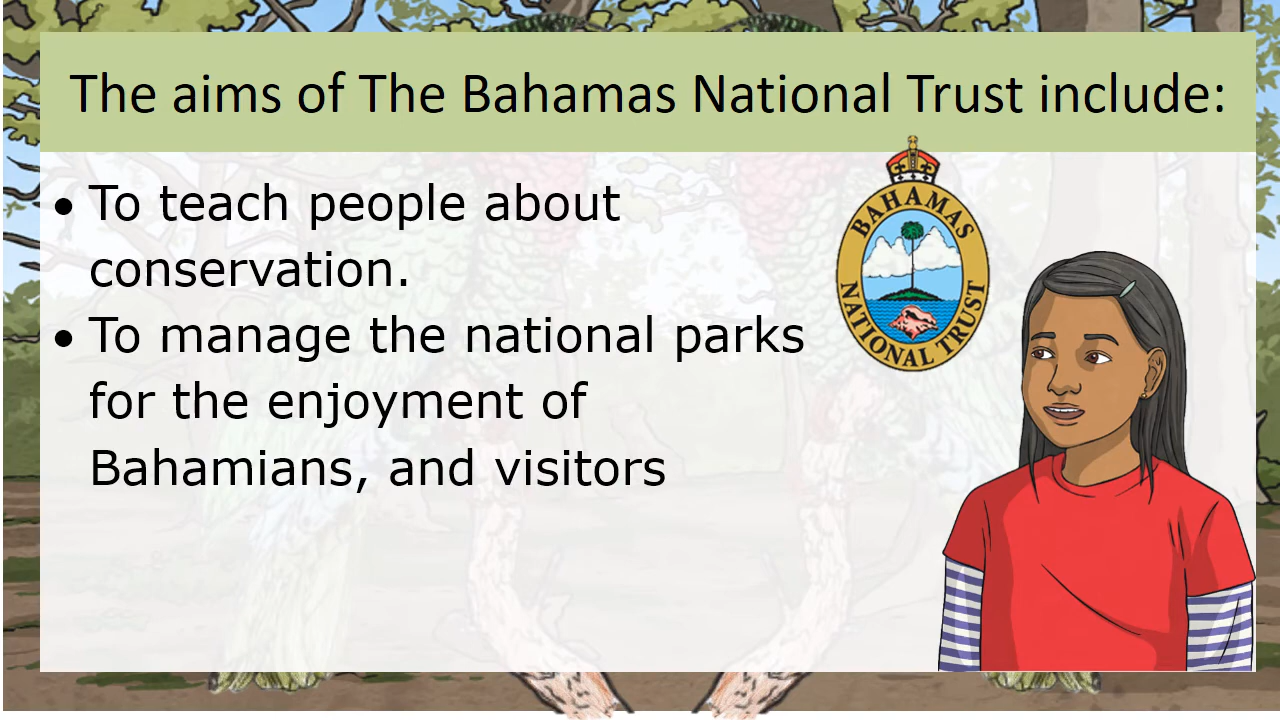 The aims of The Bahamas National Trust include:
• To teach people about
conservation.
• To manage the national parks
for the enjoyment of
Bahamians, and visitors
BAHAMAS
NATIONAL TRUST